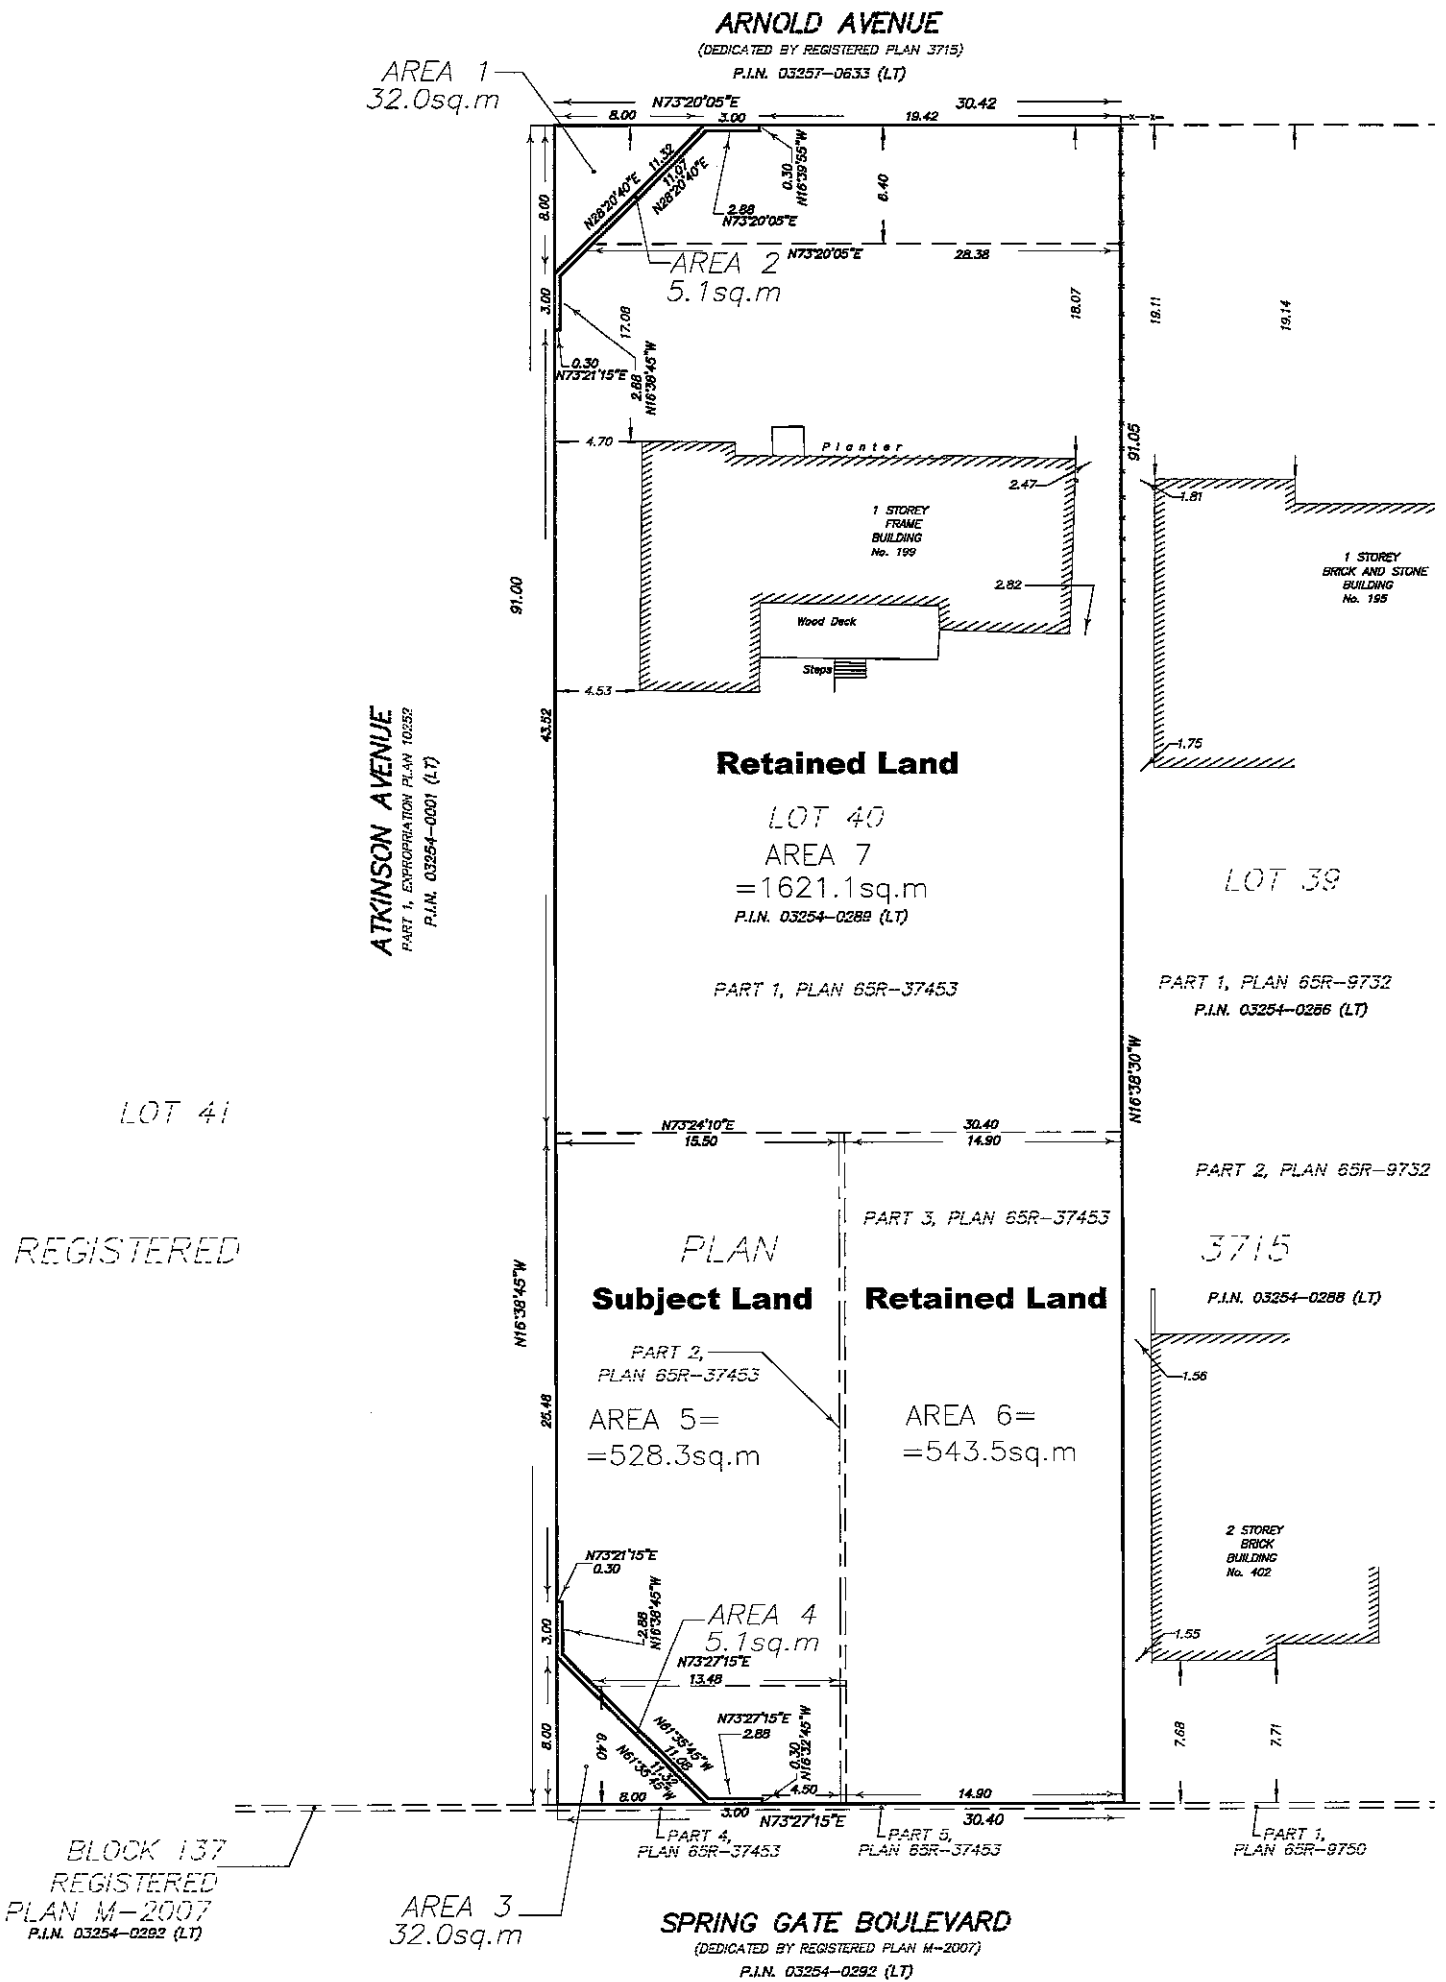 ARNOLD AVENUE
(DEDICATED BY REGISTERED PLAN 3715)
P.I.N. 03257-0633 (LT)
AREA 1
32.0sq.m
N73°20'05"E
30.42
8.00
3.00
19.42
8.00
N28°20'40"E
11.32
11.07
N28°20'40"E
0.30
N16°39'55"W
6.40
2.88
N73°20'05"E
N73°20'05"E
28.38
AREA 2
5.1sq.m
3.00
17.08
18.07
19.11
19.14
0.30
N73°21'15"E
2.88
N16°38'45"W
4.70
Planter
91.05
2.47
1.81
1 STOREY
FRAME
BUILDING
No. 199
1 STOREY
BRICK AND STONE
BUILDING
No. 195
2.82
91.00
Wood Deck
Steps
4.53
43.52
1.75
ATKINSON AVENUE
PART 1, EXPROPRIATION PLAN 10252
P.I.N. 03254-0001 (LT)
Retained Land
LOT 40
AREA 7
=1621.1sq.m
P.I.N. 03254-0289 (LT)
LOT 39
PART 1, PLAN 65R-37453
PART 1, PLAN 65R-9732
P.I.N. 03254-0286 (LT)
N16°38'30"W
LOT 41
N73°24'10"E
30.40
15.50
14.90
PART 2, PLAN 65R-9732
PART 3, PLAN 65R-37453
REGISTERED
PLAN
3715
N16°38'45"W
Subject Land
Retained Land
P.I.N. 03254-0288 (LT)
PART 2,
PLAN 65R-37453
1.56
26.48
AREA 5=
=528.3sq.m
AREA 6=
=543.5sq.m
2 STOREY
BRICK
BUILDING
No. 402
N73°21'15"E
0.30
3.00
2.88
N16°38'45"W
AREA 4
5.1sq.m
1.55
N73°27'15"E
13.48
8.00
6.40
N61°35'45"W
11.08
11.32
N61°35'45"W
N73°27'15"E
2.88
0.30
N16°32'45"W
7.68
7.71
8.00
4.50
14.90
3.00
N73°27'15"E
30.40
PART 4,
PLAN 65R-37453
PART 5,
PLAN 65R-37453
PART 1,
PLAN 65R-9750
BLOCK 137
REGISTERED
PLAN M-2007
P.I.N. 03254-0292 (LT)
AREA 3
32.0sq.m
SPRING GATE BOULEVARD
(DEDICATED BY REGISTERED PLAN M-2007)
P.I.N. 03254-0292 (LT)